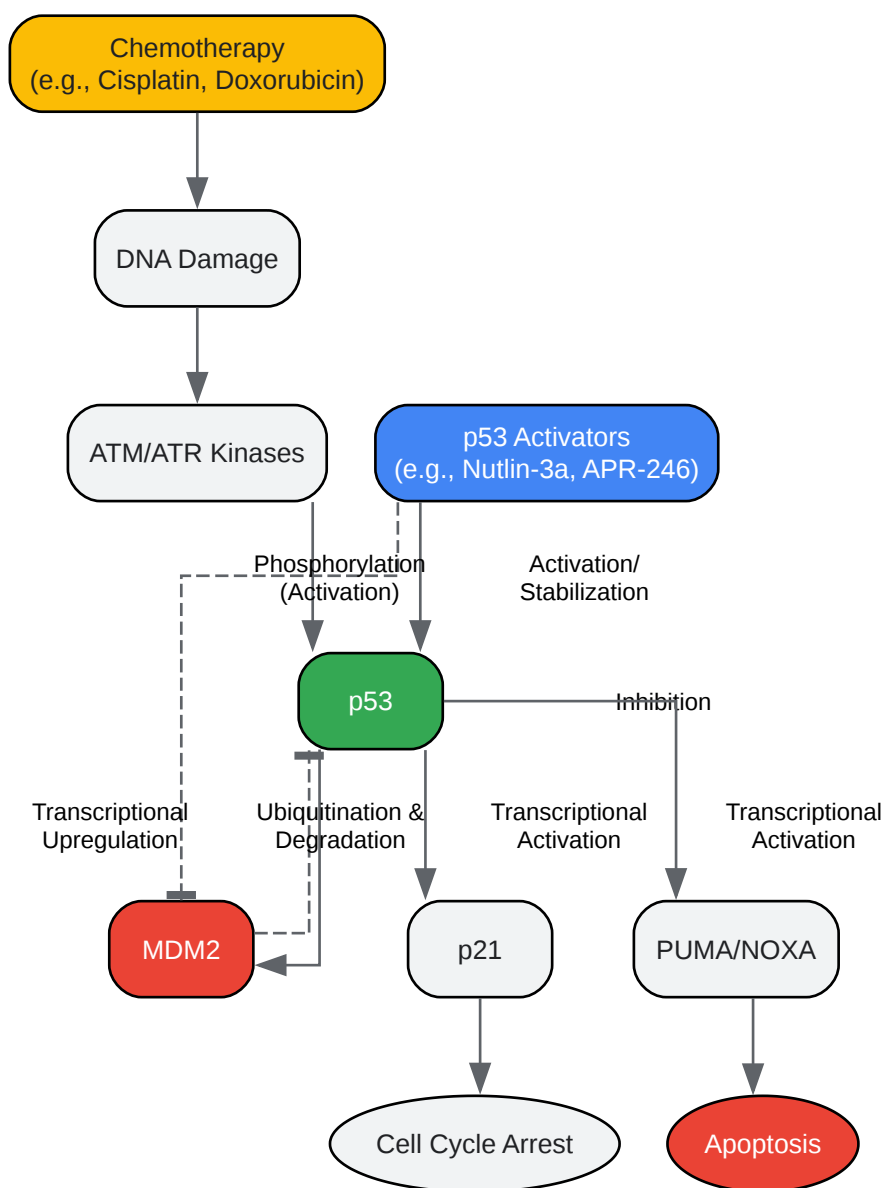 Chemotherapy
(e.g., Cisplatin, Doxorubicin)
DNA Damage
ATM/ATR Kinases
p53 Activators
(e.g., Nutlin-3a, APR-246)
Phosphorylation
(Activation)
Activation/
Stabilization
p53
Inhibition
Transcriptional
Upregulation
Ubiquitination &
Degradation
Transcriptional
Activation
Transcriptional
Activation
MDM2
p21
PUMA/NOXA
Cell Cycle Arrest
Apoptosis